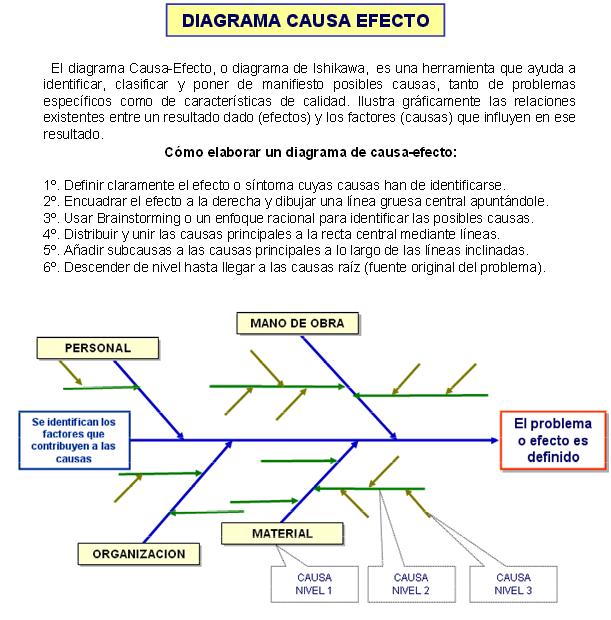 DIAGRAMA CAUSA EFECTO
El diagrama Causa-Efecto, o diagrama de Ishikawa, es una herramienta que ayuda a
identificar, clasificar y poner de manifiesto posibles causas, tanto de problemas
específicos como de características de calidad. Ilustra gráficamente las relaciones
existentes entre un resultado dado (efectos) y los factores (causas) que influyen en ese
resultado.
Cómo elaborar un diagrama de causa-efecto:
1º. Definir claramente el efecto o síntoma cuyas causas han de identificarse.
2º. Encuadrar el efecto a la derecha y dibujar una línea gruesa central apuntándole.
3º. Usar Brainstorming o un enfoque racional para identificar las posibles causas.
4º. Distribuir y unir las causas principales a la recta central mediante líneas.
5º. Añadir subcausas a las causas principales a lo largo de las líneas inclinadas.
6º. Descender de nivel hasta llegar a las causas raíz (fuente original del problema).
MANO DE OBRA
PERSONAL
Se identifican los
factores que
contribuyen a las
causas
El problema
o efecto es
definido
ORGANIZACION
MATERIAL
CAUSA
NIVEL 1
CAUSA
NIVEL 2
CAUSA
NIVEL 3